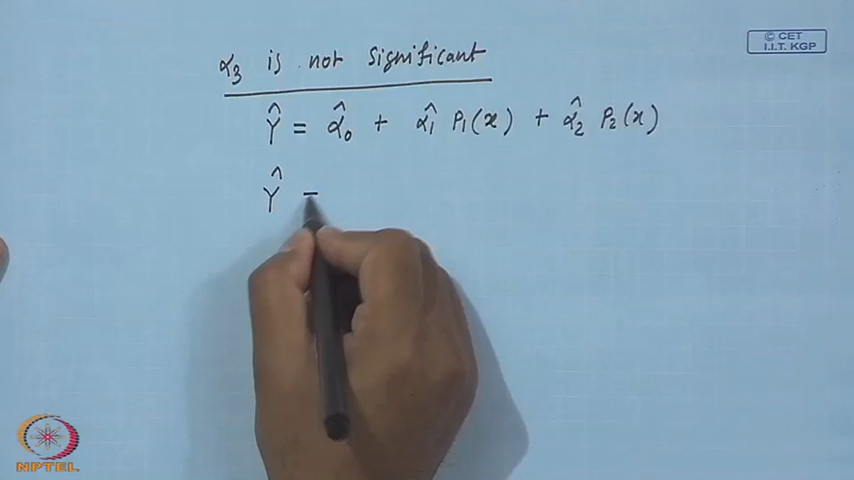 © CET
I.I.T. KGP
α₃ is not significant
Ŷ = α̂₀ + α̂₁ P₁(x) + α̂₂ P₂(x)
Ŷ =
NPTEL